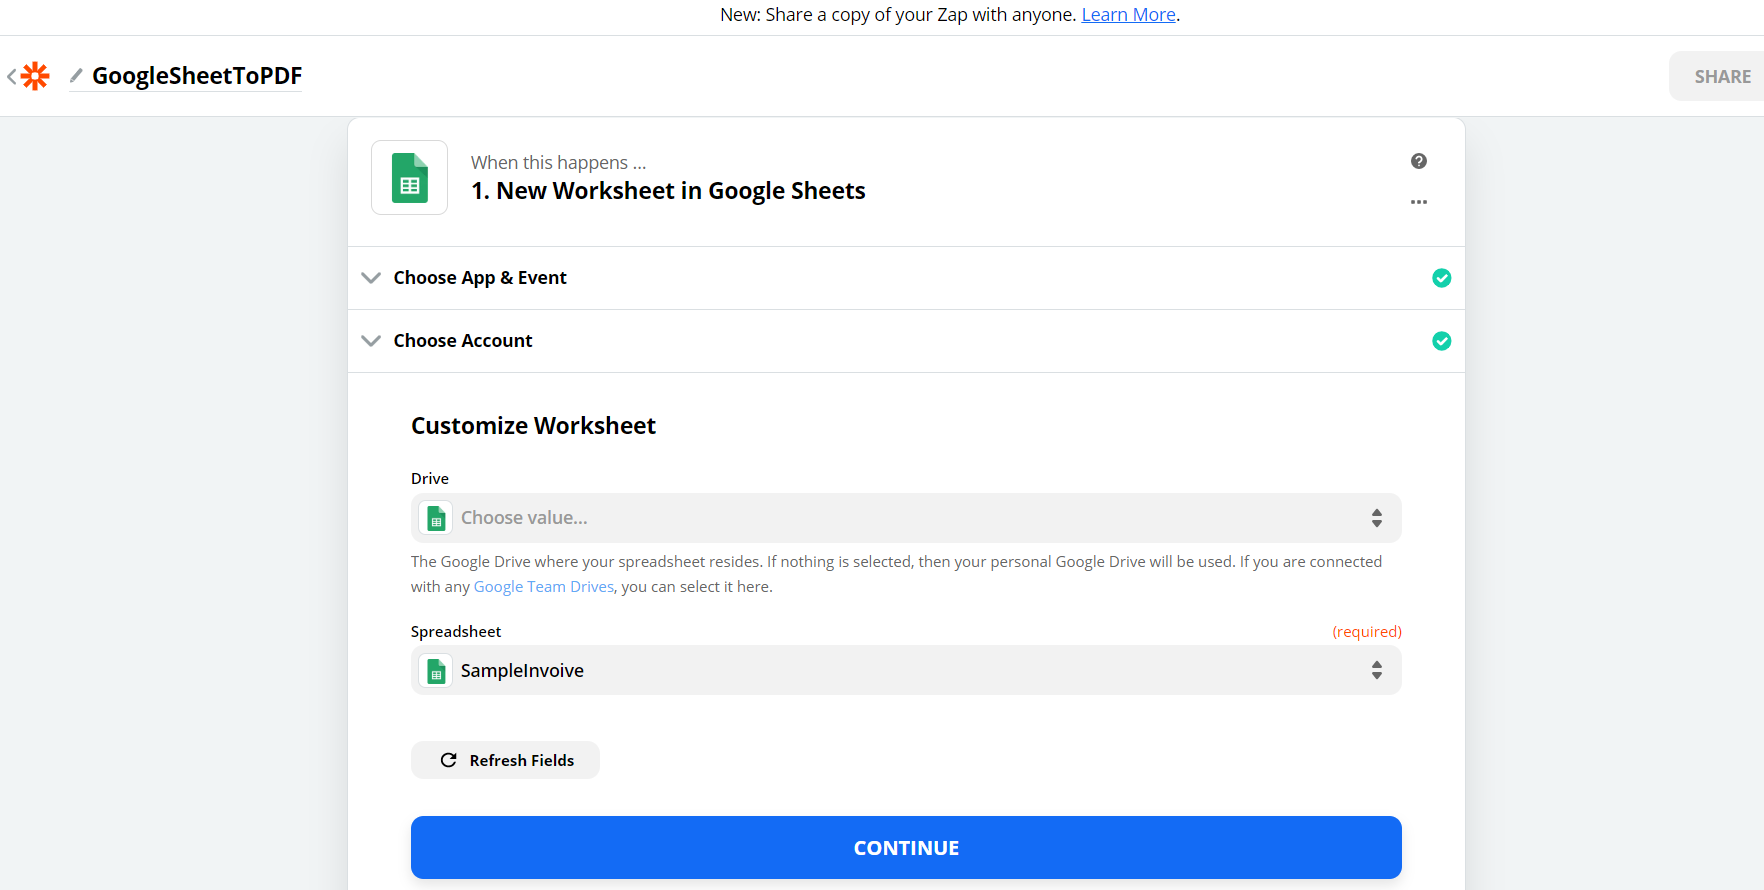 New: Share a copy of your Zap with anyone. Learn More.
GoogleSheetToPDF
SHARE
When this happens ...
1. New Worksheet in Google Sheets
Choose App & Event
Choose Account
Customize Worksheet
Drive
Choose value...
The Google Drive where your spreadsheet resides. If nothing is selected, then your personal Google Drive will be used. If you are connected
with any Google Team Drives, you can select it here.
Spreadsheet (required)
SampleInvoive
Refresh Fields
CONTINUE